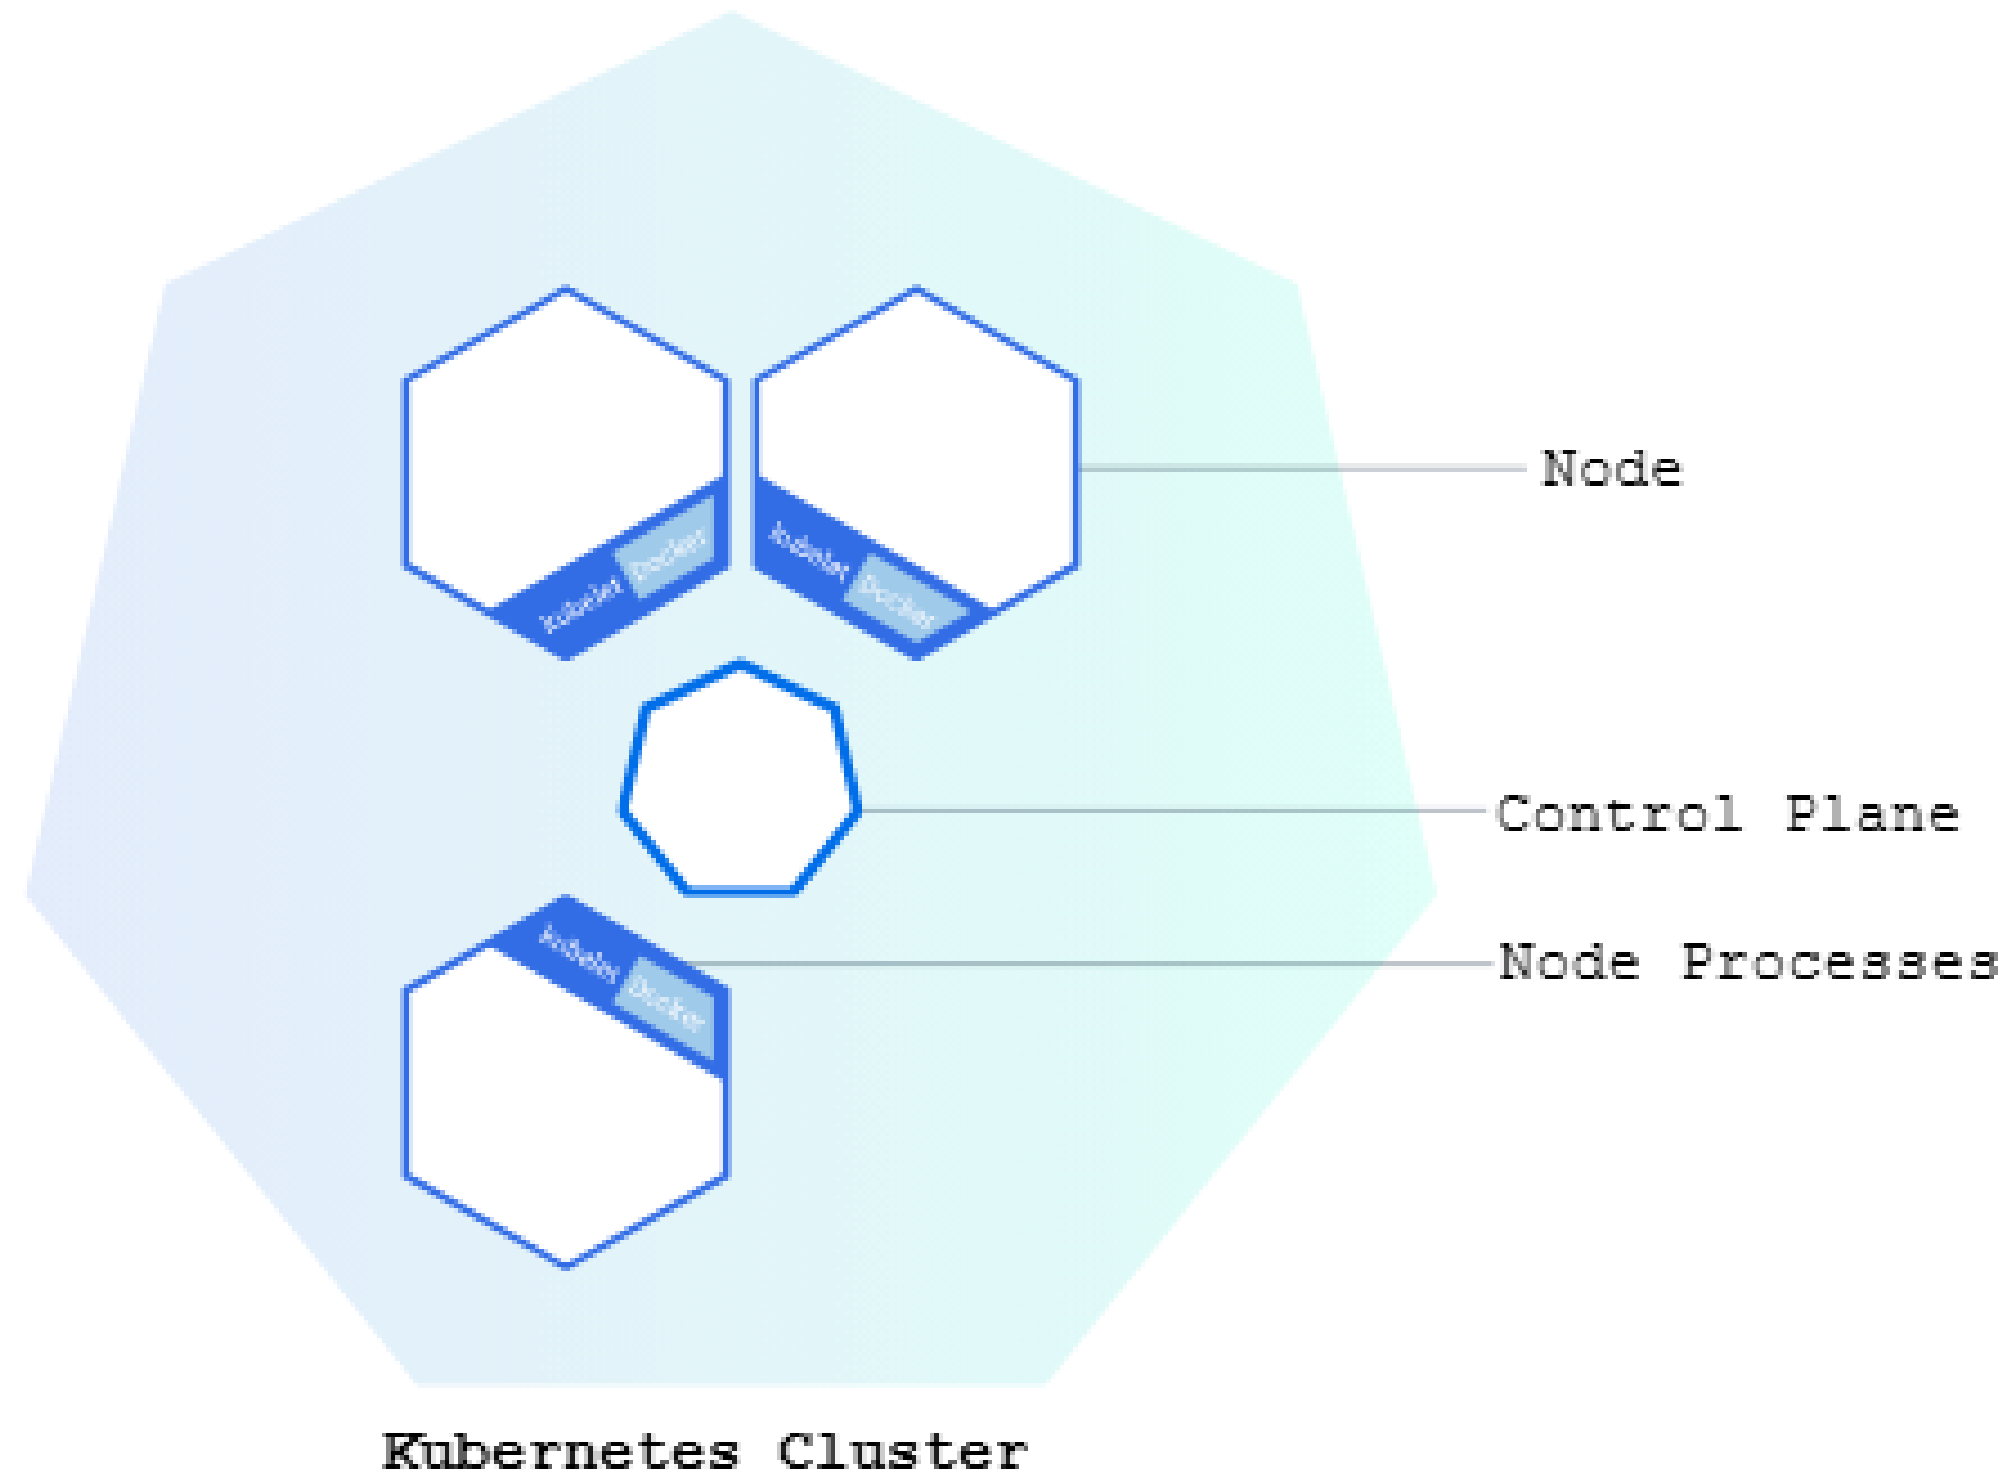 kubelet Docker
kubelet Docker
Node
Control Plane
kubelet Docker
Node Processes
Kubernetes Cluster